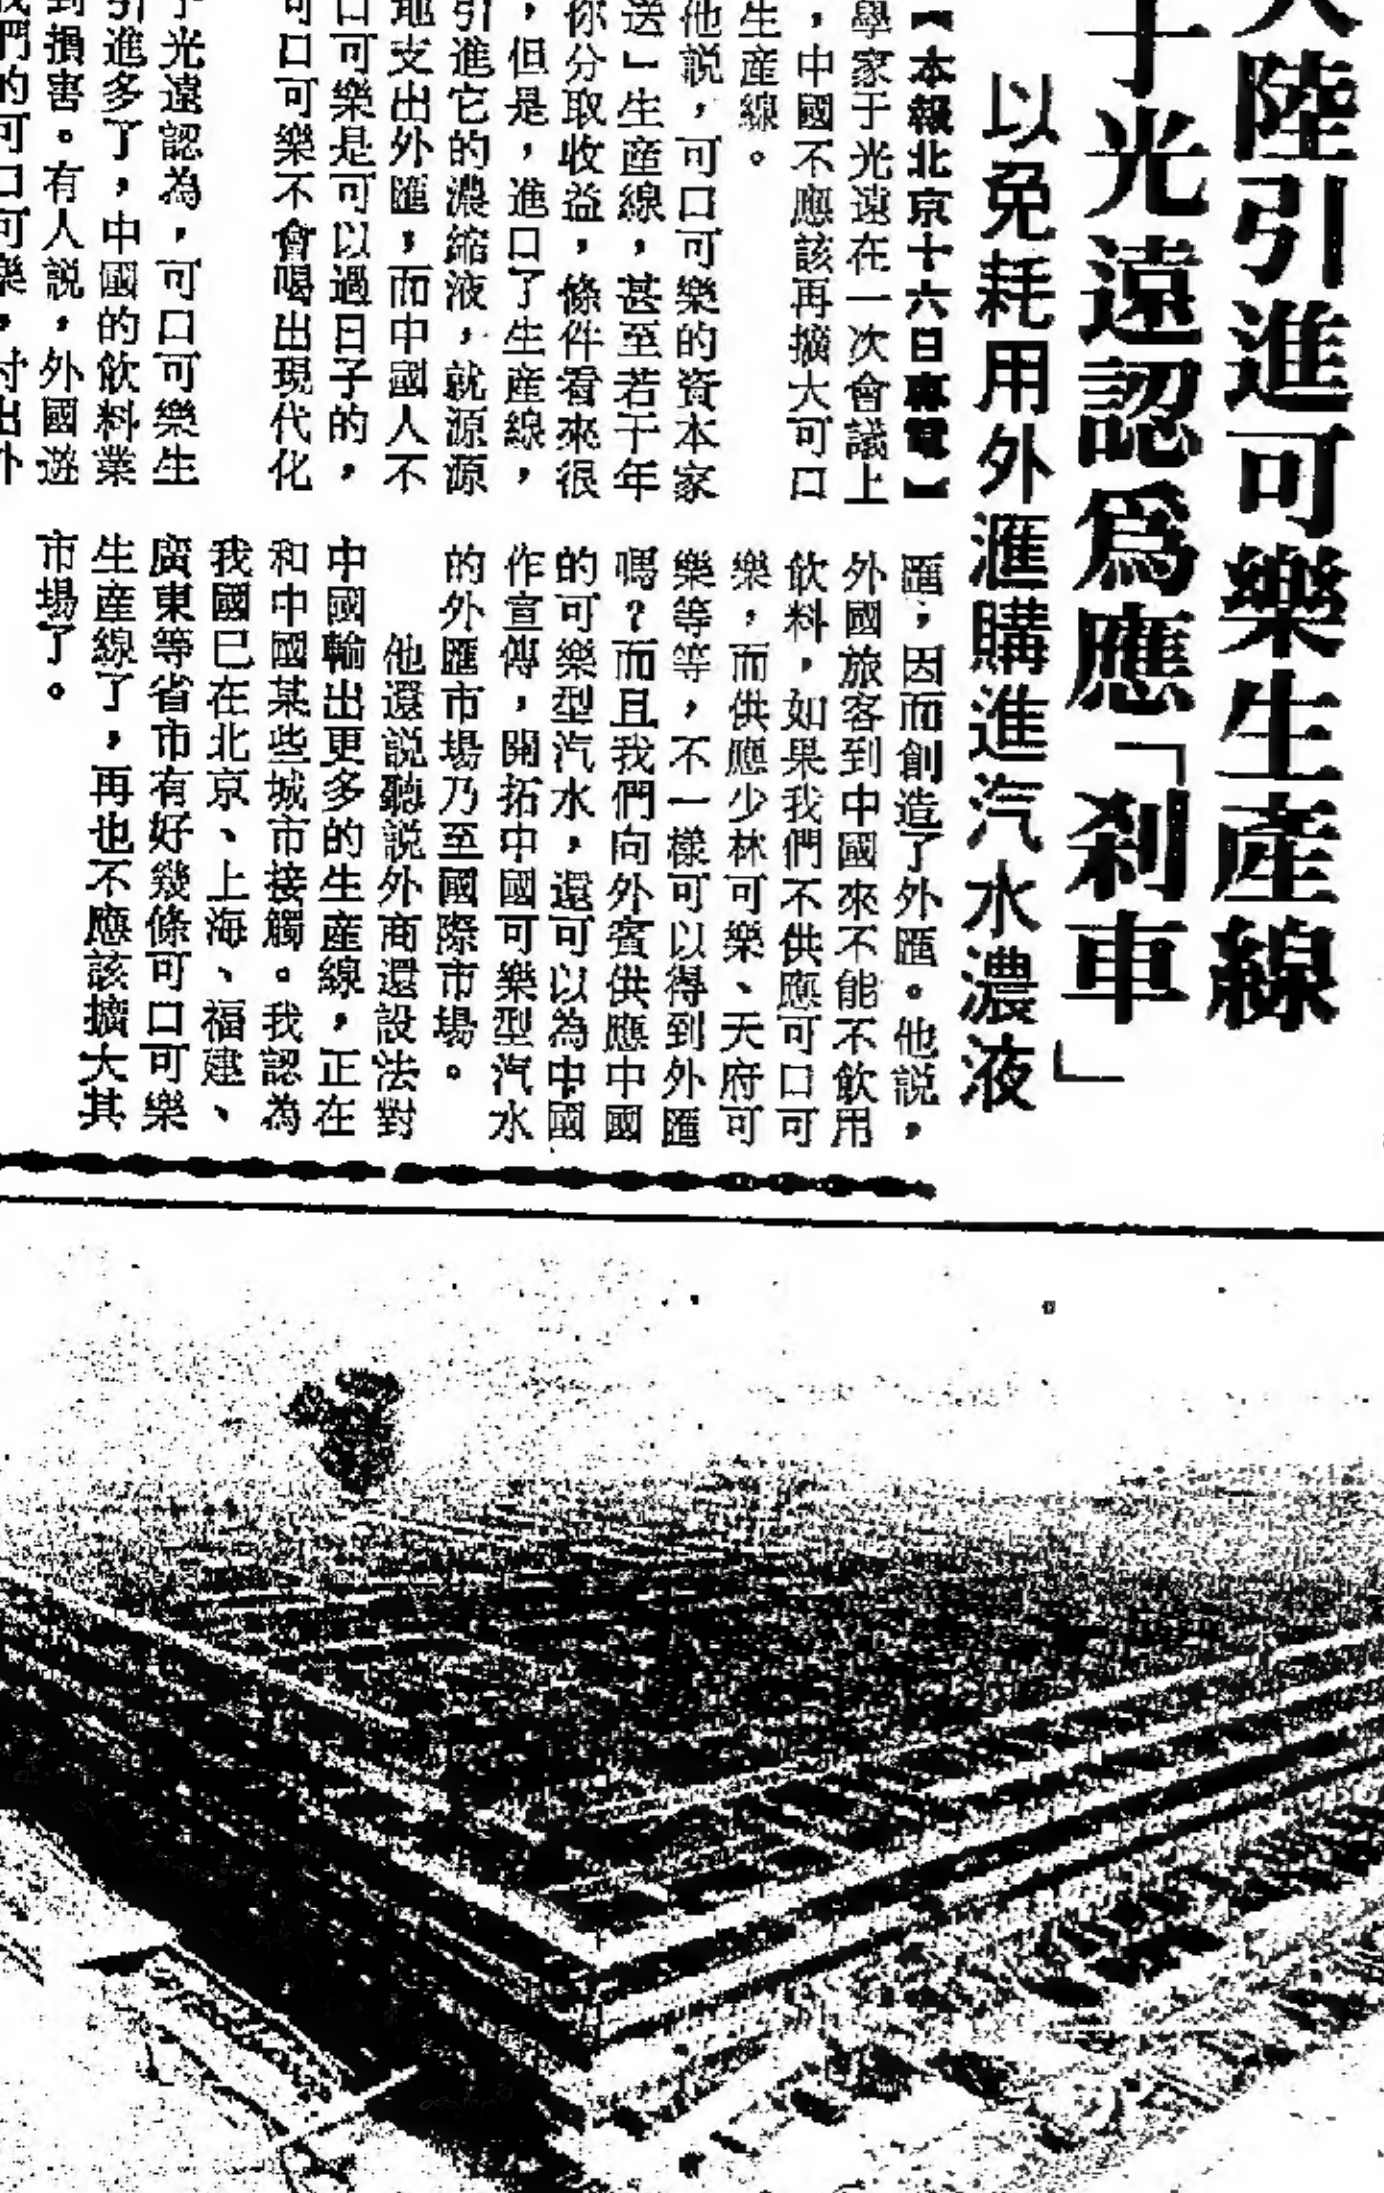 大陸引進可樂生產線
于光遠認爲應「剎車」
以免耗用外滙購進汽水濃液
【本報北京十六日專電】
學家于光遠在一次會議上
，中國不應該再擴大可口
生産線。
他説，可口可樂的資本家
送」生産線，甚至若干年
你分取收益，條件看來很
，但是，進口了生産線，
引進它的濃縮液，就源源
地支出外匯，而中國人不
口可樂是可以過日子的，
可口可樂不會喝出現代化
于光遠認為，可口可樂生
引進多了，中國的飲料業
到損害。有人説，外國遊
我們的可口可樂，付出外
匯，因而創造了外匯。他説，
外國旅客到中國來不能不飲用
飲料，如果我們不供應可口可
樂，而供應少林可樂、天府可
樂等等，不一樣可以得到外匯
嗎？而且我們向外賓供應中國
的可樂型汽水，還可以為中國
作宣傳，開拓中國可樂型汽水
的外匯市場乃至國際市場。
他還説聽説外商還設法對
中國輸出更多的生産線，正在
和中國某些城市接觸。我認為
我國已在北京、上海、福建、
廣東等省市有好幾條可口可樂
生産線了，再也不應該擴大其
市場了。